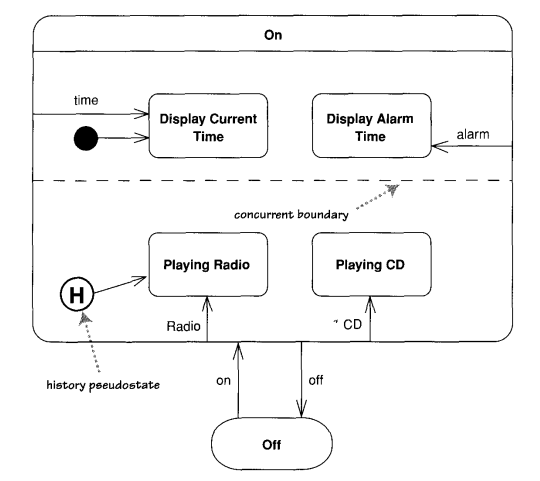 On
time
Display Current
Time
Display Alarm
Time
alarm
concurrent boundary
Playing Radio
Playing CD
H
Radio
CD
history pseudostate
on
off
Off